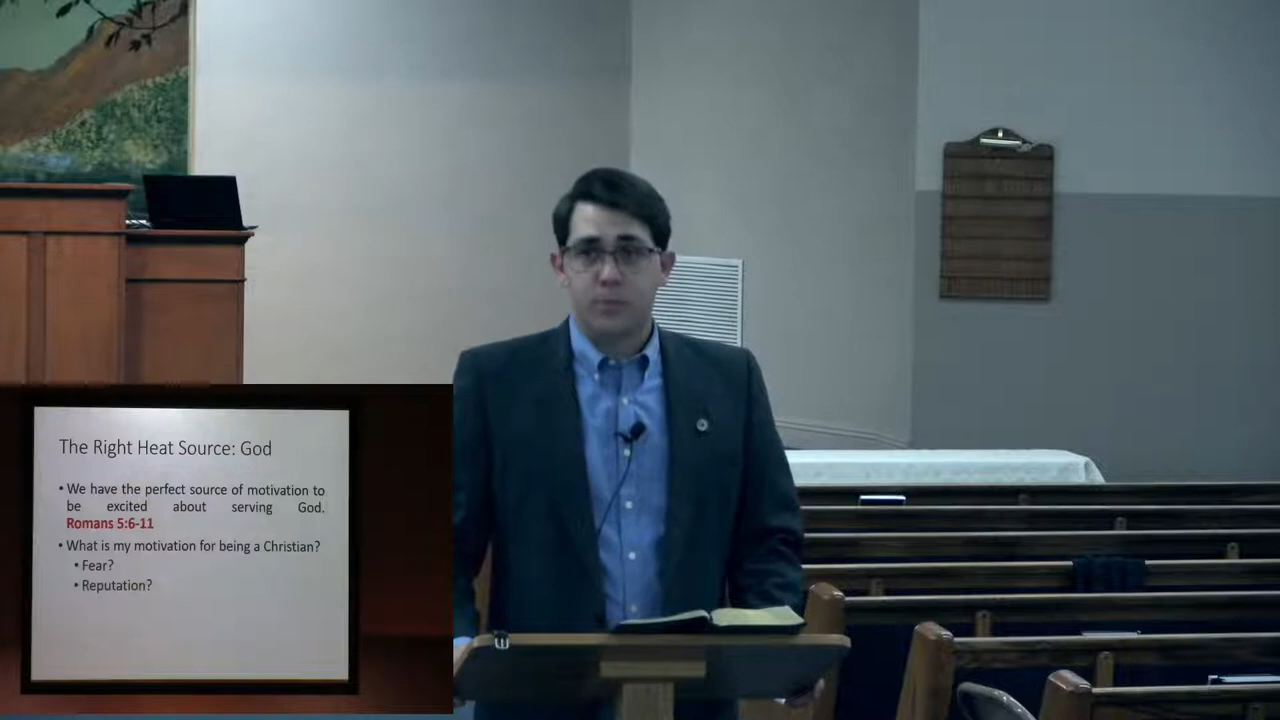 The Right Heat Source: God
• We have the perfect source of motivation to
be excited about serving God.
Romans 5:6-11
• What is my motivation for being a Christian?
• Fear?
• Reputation?